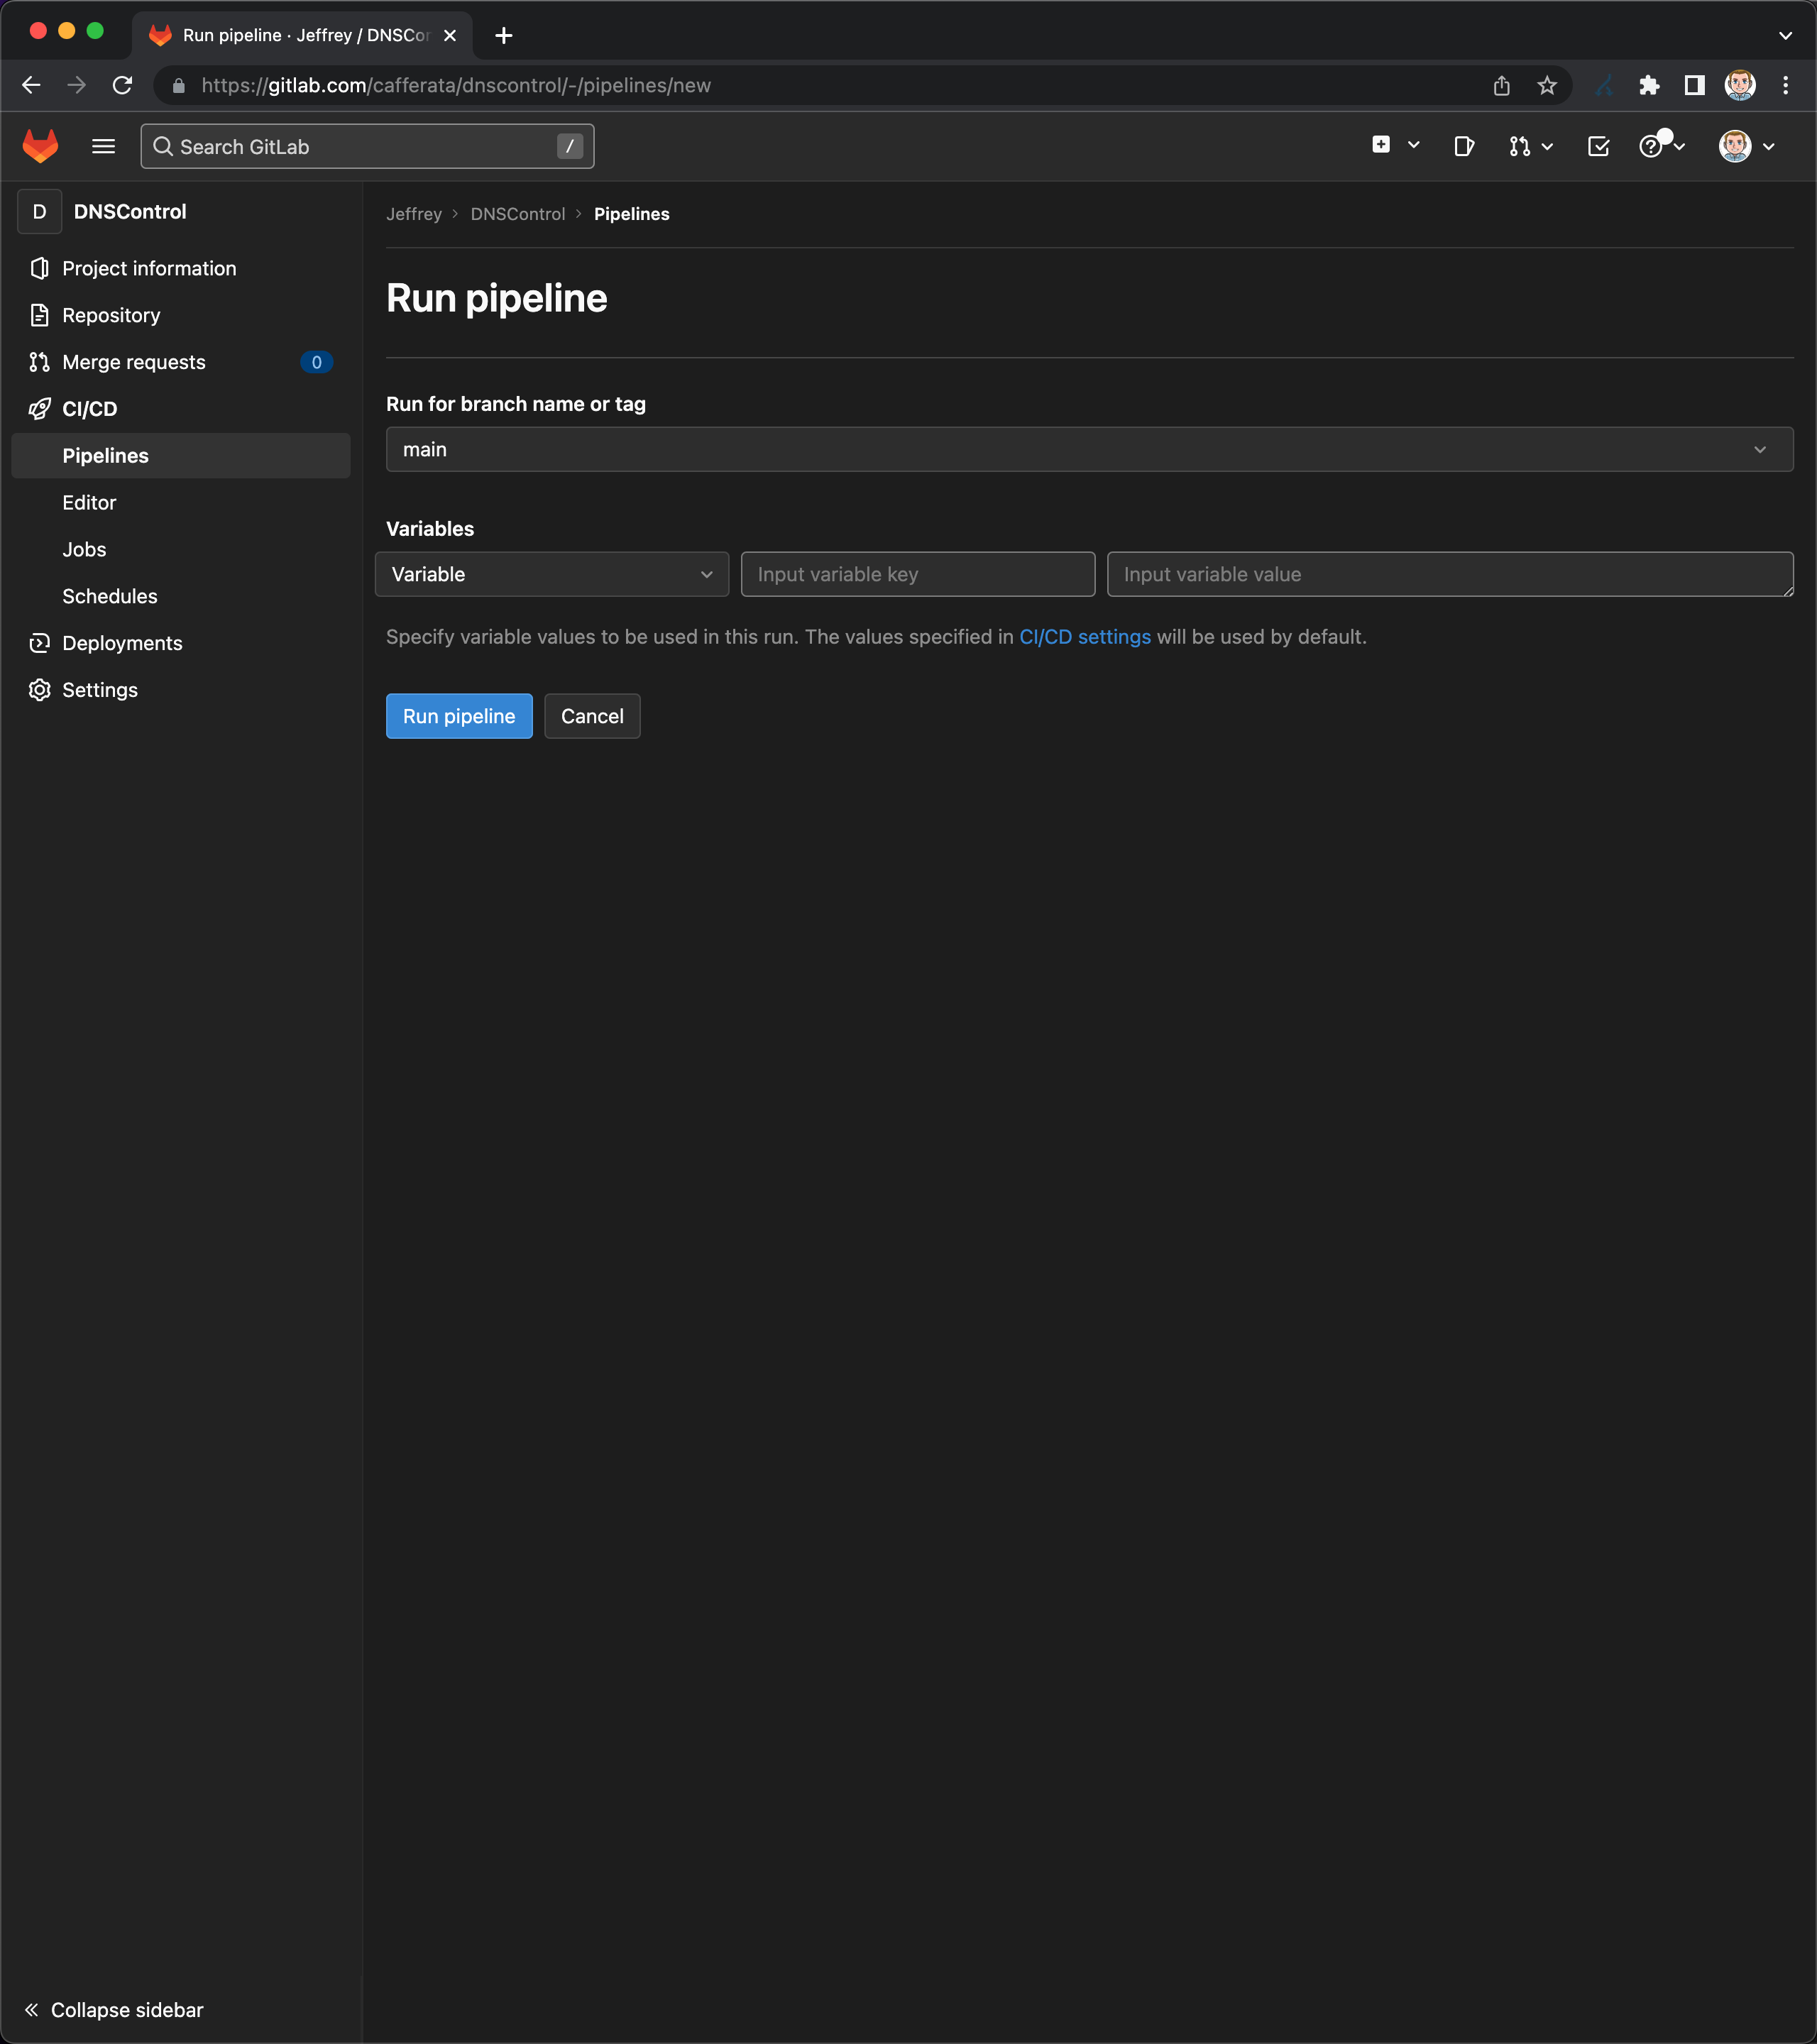 Run pipeline · Jeffrey / DNSCo
https://gitlab.com/cafferata/dnscontrol/-/pipelines/new
Search GitLab /
D DNSControl
Project information
Repository
Merge requests 0
CI/CD
Pipelines
Editor
Jobs
Schedules
Deployments
Settings
Collapse sidebar
Jeffrey > DNSControl > Pipelines
Run pipeline
Run for branch name or tag
main
Variables
Variable Input variable key Input variable value
Specify variable values to be used in this run. The values specified in CI/CD settings will be used by default.
Run pipeline Cancel